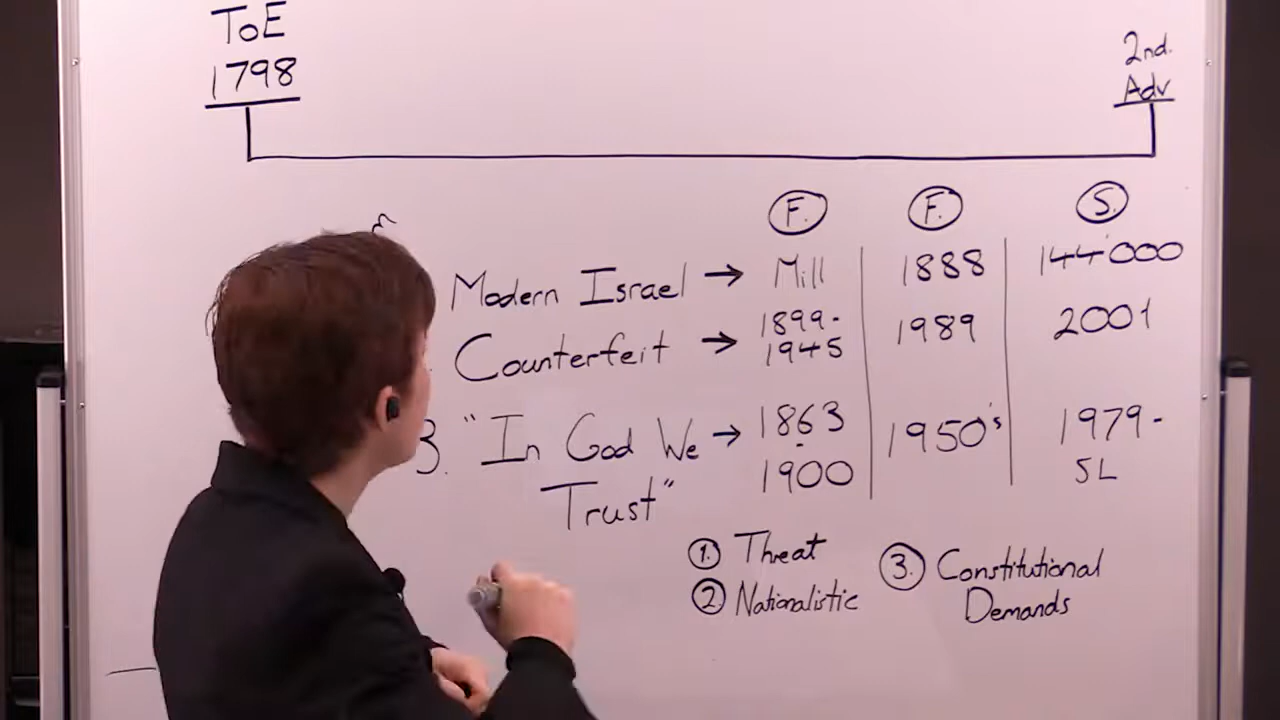 ToE
1798
2nd.
Adv
F. F. S.
Modern Israel → Mill 1888 144'000
Counterfeit → 1899- 1945 1989 2001
3. "In God We Trust" → 1863 - 1900 1950's 1979- SL
1. Threat
2 Nationalistic
3. Constitutional
Demands